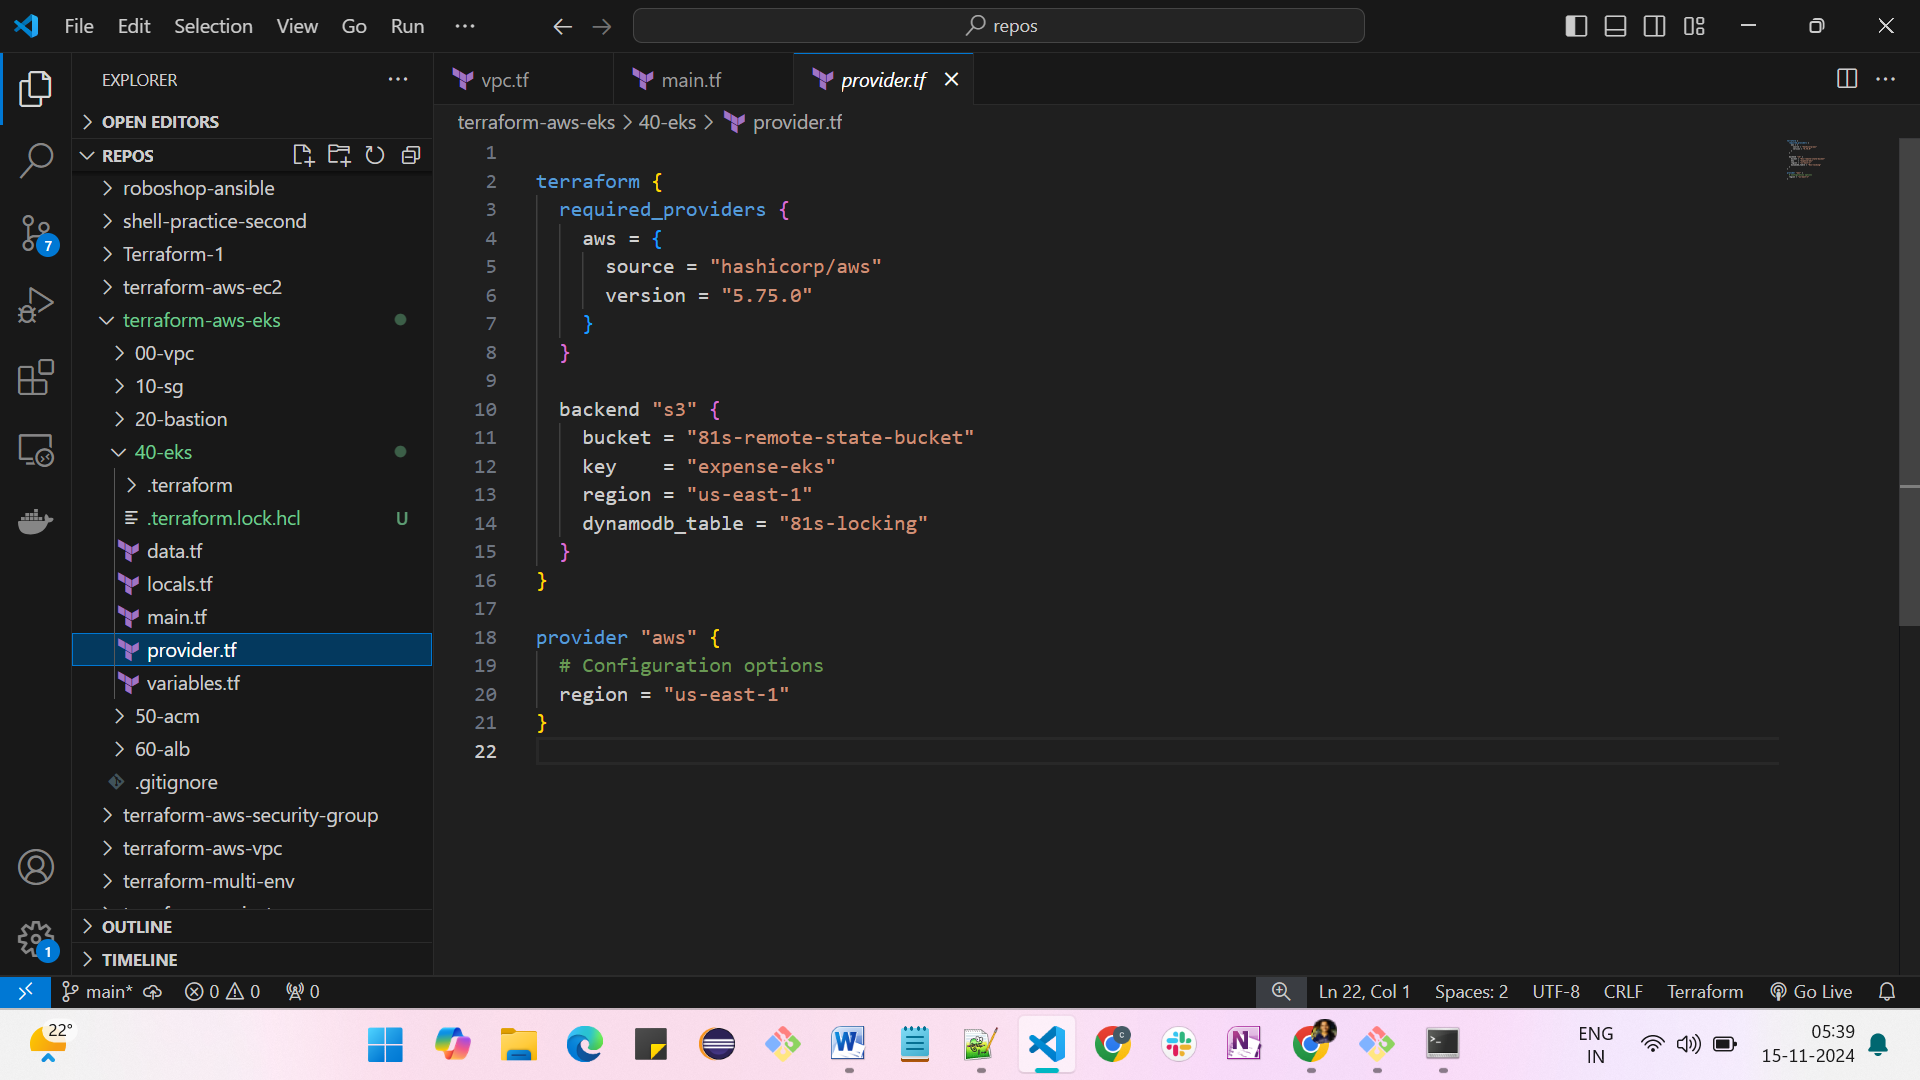 File Edit Selection View Go Run
repos
EXPLORER
OPEN EDITORS
REPOS
roboshop-ansible
shell-practice-second
Terraform-1
terraform-aws-ec2
terraform-aws-eks
00-vpc
10-sg
20-bastion
40-eks
.terraform
.terraform.lock.hcl U
data.tf
locals.tf
main.tf
provider.tf
variables.tf
50-acm
60-alb
.gitignore
terraform-aws-security-group
terraform-aws-vpc
terraform-multi-env
OUTLINE
TIMELINE
7
1
vpc.tf main.tf provider.tf
terraform-aws-eks > 40-eks > provider.tf
1
2 terraform {
3 required_providers {
4 aws = {
5 source = "hashicorp/aws"
6 version = "5.75.0"
7 }
8 }
9
10 backend "s3" {
11 bucket = "81s-remote-state-bucket"
12 key    = "expense-eks"
13 region = "us-east-1"
14 dynamodb_table = "81s-locking"
15 }
16 }
17
18 provider "aws" {
19 # Configuration options
20 region = "us-east-1"
21 }
22
main* 0 0 0
Ln 22, Col 1 Spaces: 2 UTF-8 CRLF Terraform Go Live
22°
ENG
IN
05:39
15-11-2024